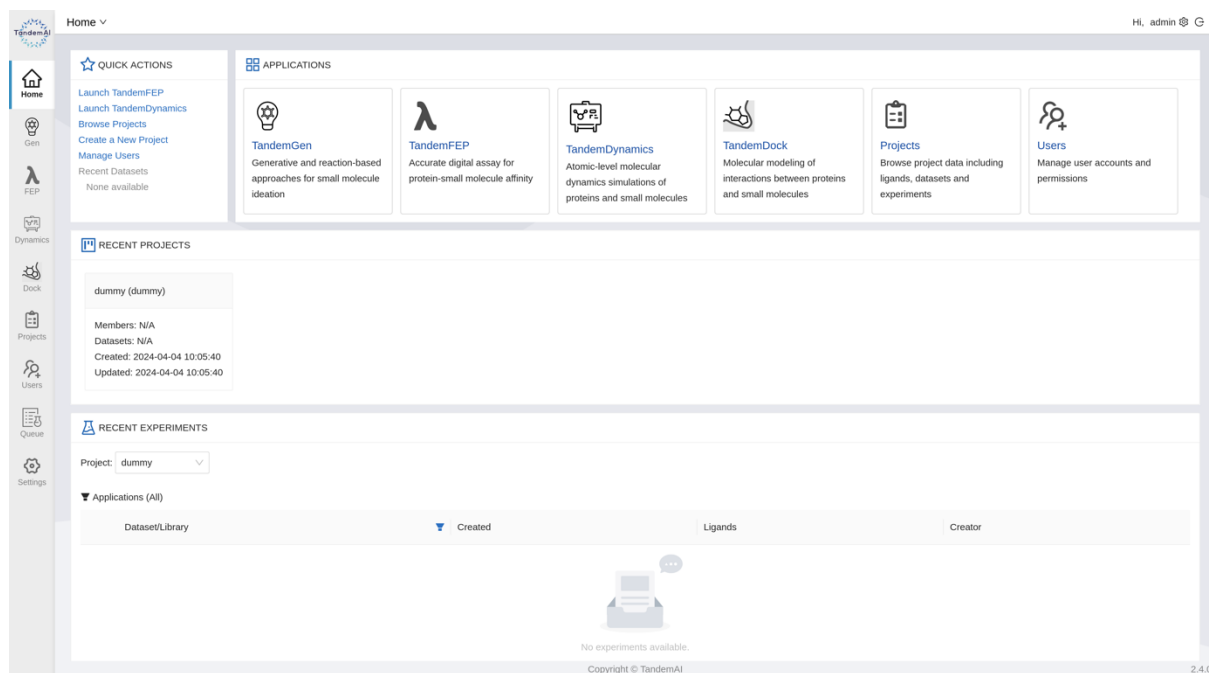 TandemAI
Home
Hi, admin
Home
Gen
FEP
Dynamics
Dock
Projects
Users
Queue
Settings
QUICK ACTIONS
Launch TandemFEP
Launch TandemDynamics
Browse Projects
Create a New Project
Manage Users
Recent Datasets
None available
APPLICATIONS
TandemGen
Generative and reaction-based
approaches for small molecule
ideation
TandemFEP
Accurate digital assay for
protein-small molecule affinity
TandemDynamics
Atomic-level molecular
dynamics simulations of
proteins and small molecules
TandemDock
Molecular modeling of
interactions between proteins
and small molecules
Projects
Browse project data including
ligands, datasets and
experiments
Users
Manage user accounts and
permissions
RECENT PROJECTS
dummy (dummy)
Members: N/A
Datasets: N/A
Created: 2024-04-04 10:05:40
Updated: 2024-04-04 10:05:40
RECENT EXPERIMENTS
Project: dummy
Applications (All)
Dataset/Library Created Ligands Creator
No experiments available.
Copyright © TandemAI
2.4.0